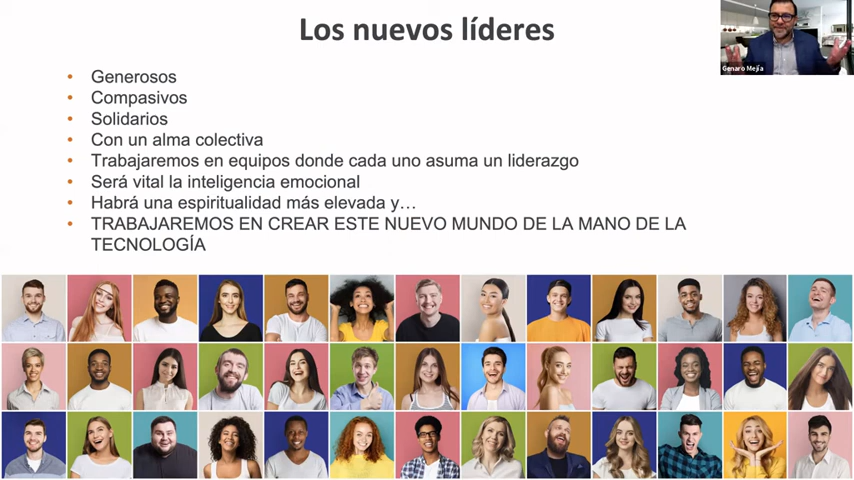 Los nuevos líderes
Genaro Mejía
• Generosos
• Compasivos
• Solidarios
• Con un alma colectiva
• Trabajaremos en equipos donde cada uno asuma un liderazgo
• Será vital la inteligencia emocional
• Habrá una espiritualidad más elevada y…
• TRABAJAREMOS EN CREAR ESTE NUEVO MUNDO DE LA MANO DE LA
TECNOLOGÍA